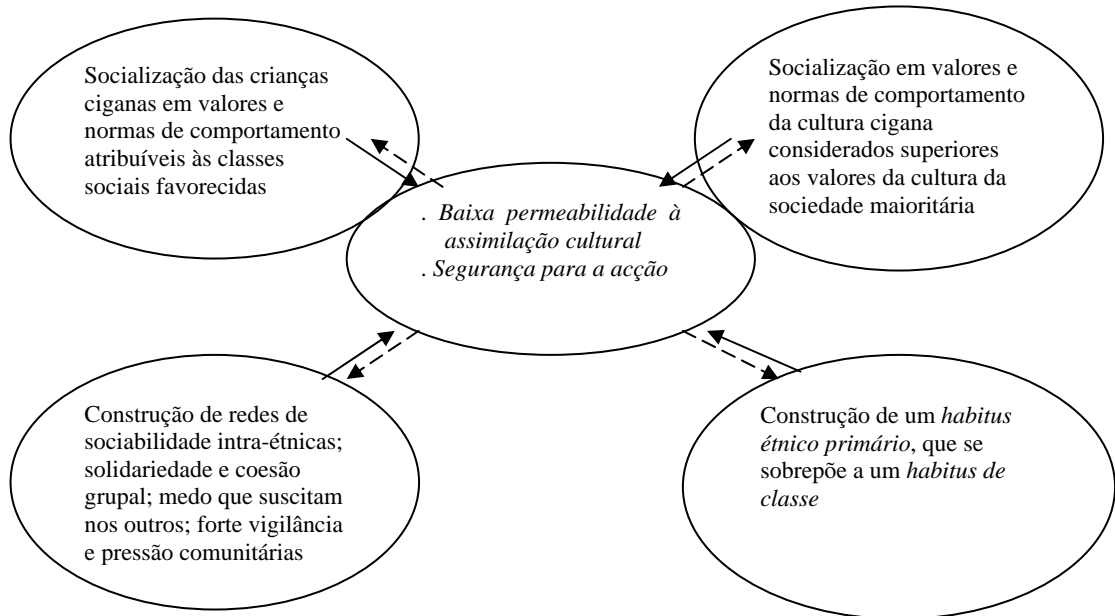 Socialização das crianças
ciganas em valores e
normas de comportamento
atribuíveis às classes
sociais favorecidas
Socialização em valores e
normas de comportamento
da cultura cigana
considerados superiores
aos valores da cultura da
sociedade maioritária
. Baixa permeabilidade à
assimilação cultural
. Segurança para a acção
Construção de redes de
sociabilidade intra-étnicas;
solidariedade e coesão
grupal; medo que suscitam
nos outros; forte vigilância
e pressão comunitárias
Construção de um habitus
étnico primário, que se
sobrepõe a um habitus de
classe